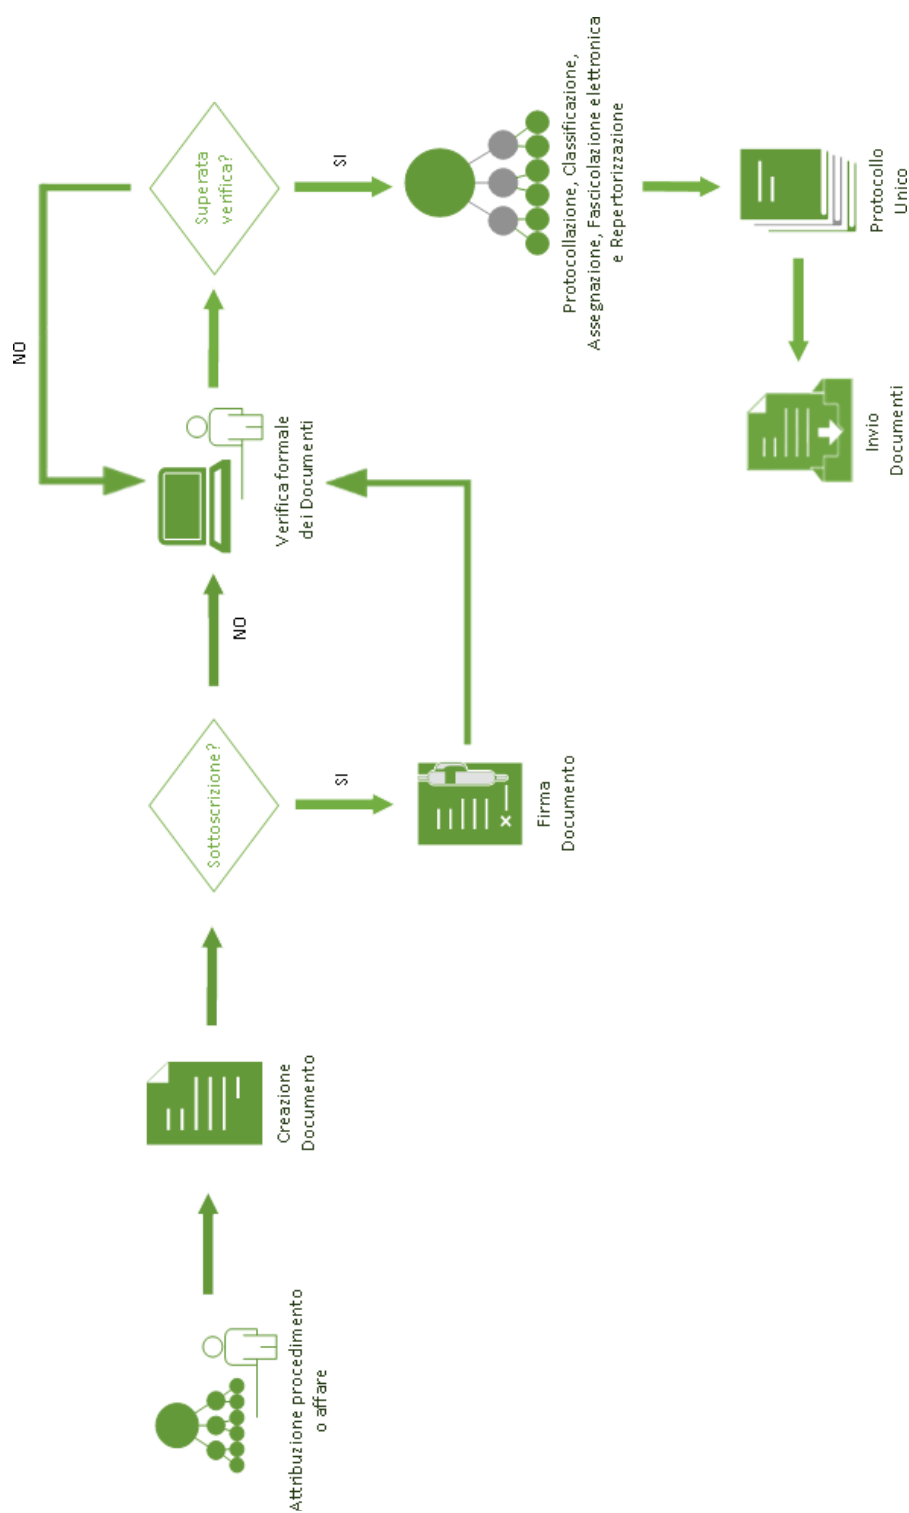 Attribuzione procedimento
o affare
Creazione
Documento
Sottoscrizione?
SI
Firma
Documento
NO
Verifica formale
dei Documenti
Superata
verifica?
NO
SI
Protocollazione, Classificazione,
Assegnazione, Fascicolazione elettronica
e Repertorizzazione
Protocollo
Unico
Invio
Documenti